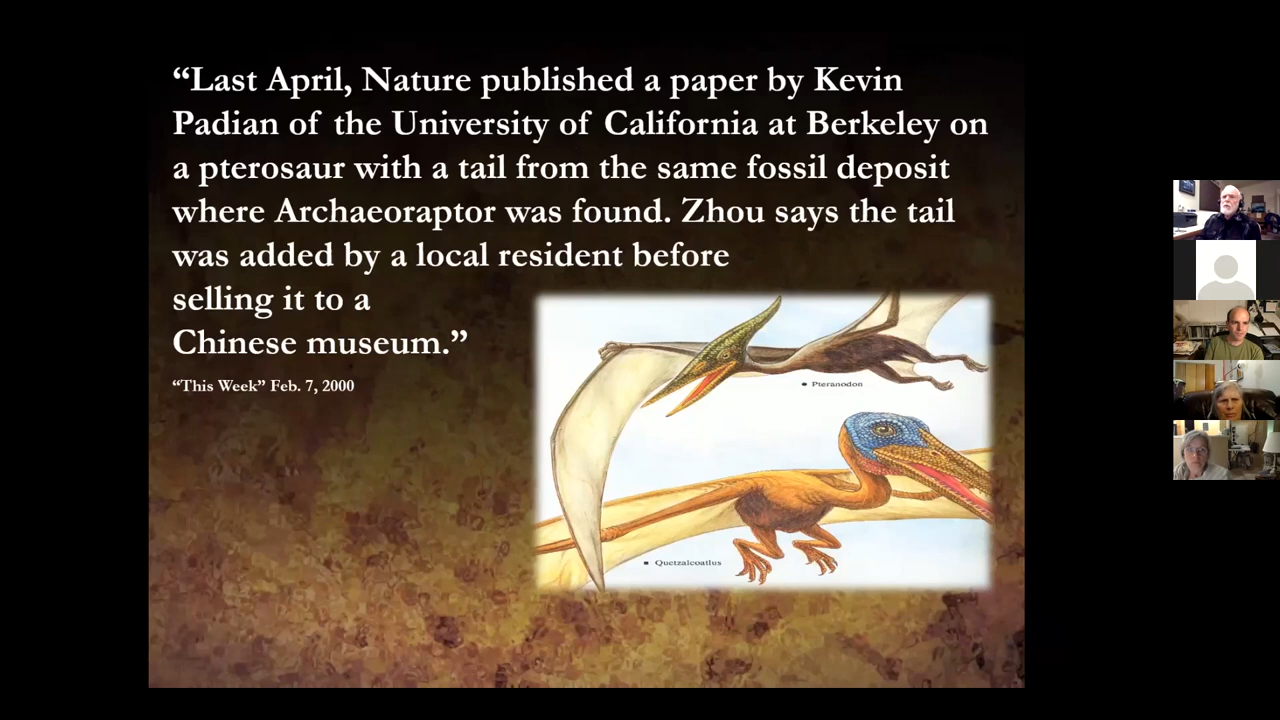 “Last April, Nature published a paper by Kevin
Padian of the University of California at Berkeley on
a pterosaur with a tail from the same fossil deposit
where Archaeoraptor was found. Zhou says the tail
was added by a local resident before
selling it to a
Chinese museum.”
“This Week” Feb. 7, 2000
Pteranodon
Quetzalcoatlus